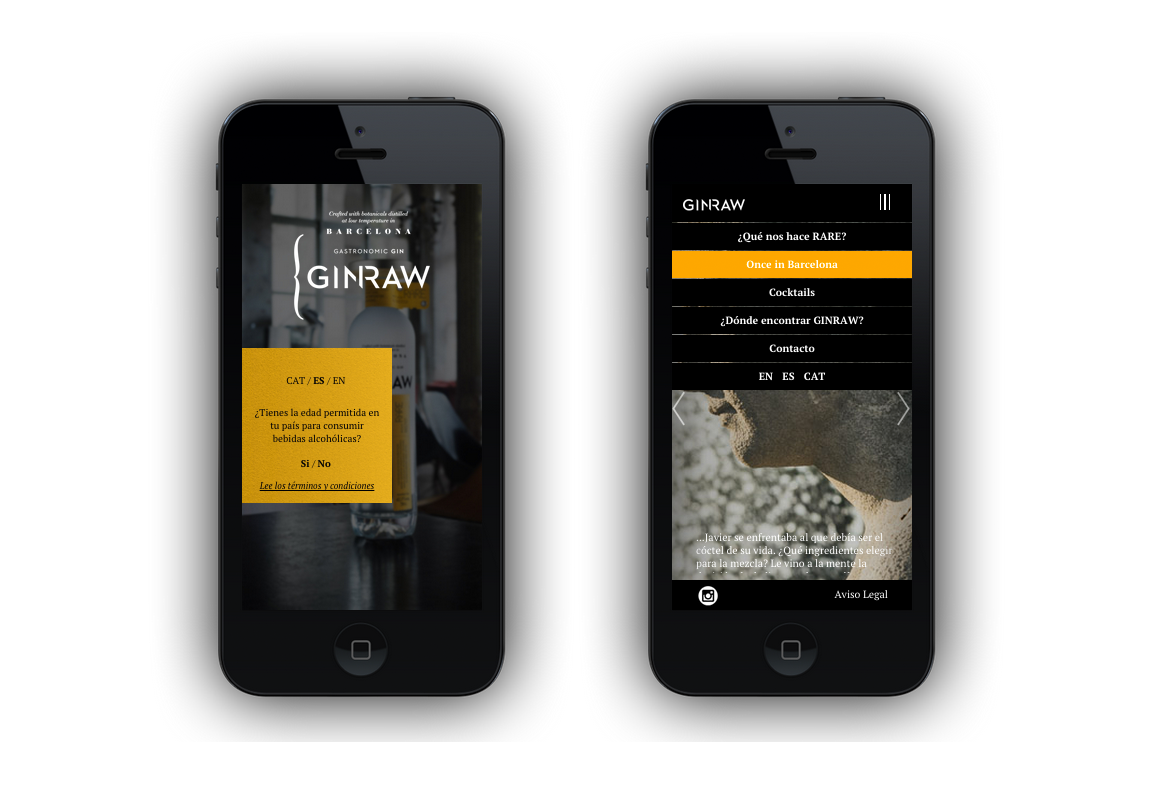 Crafted with botanicals distilled
at low temperature in
BARCELONA
GASTRONOMIC GIN
GINRAW
AW
CAT / ES / EN
¿Tienes la edad permitida en
tu país para consumir
bebidas alcohólicas?
Si / No
Lee los términos y condiciones
GINRAW
¿Qué nos hace RARE?
Once in Barcelona
Cocktails
¿Dónde encontrar GINRAW?
Contacto
EN ES CAT
...Javier se enfrentaba al que debía ser el
cóctel de su vida. ¿Qué ingredientes elegir
para la mezcla? Le vino a la mente la
Aviso Legal